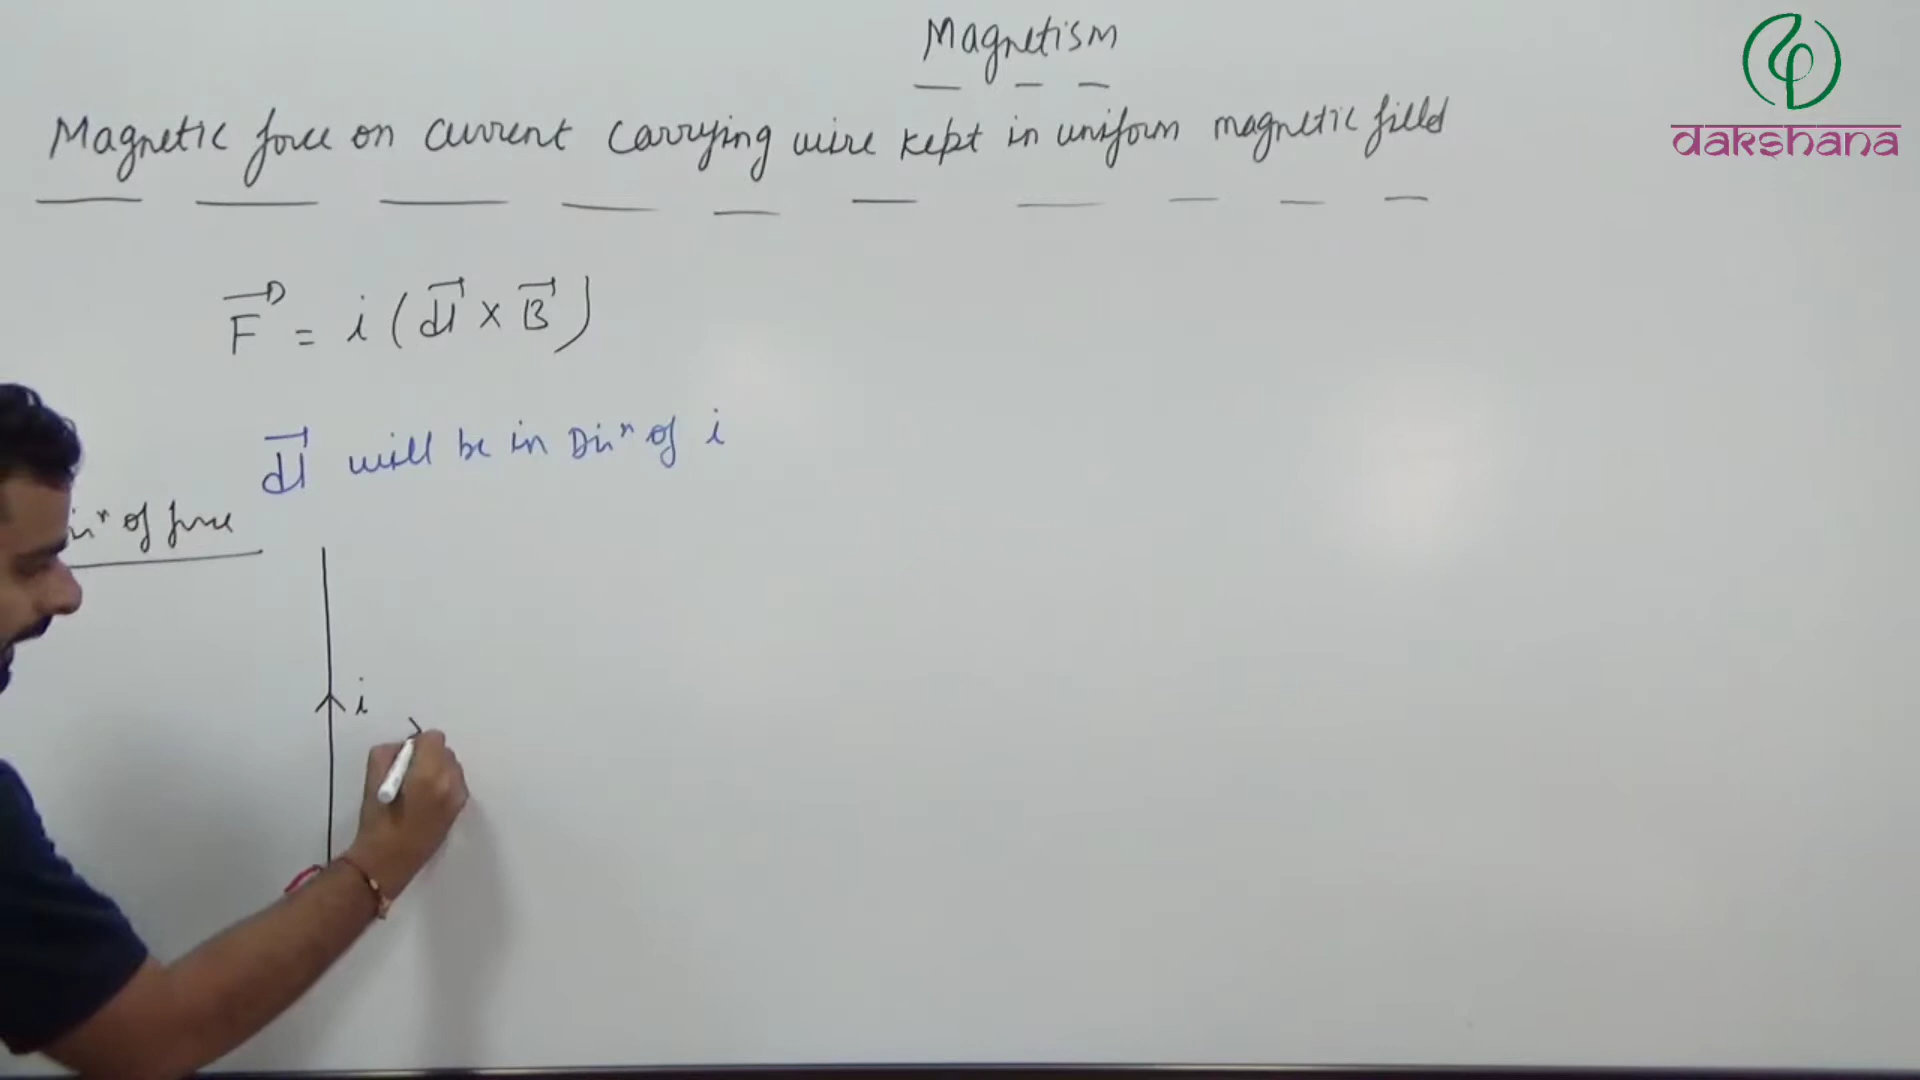 Magnetism
dakshana
Magnetic force on current carrying wire kept in uniform magnetic field
F = i ( dl × B )
dl will be in Dirⁿ of i
of force
i